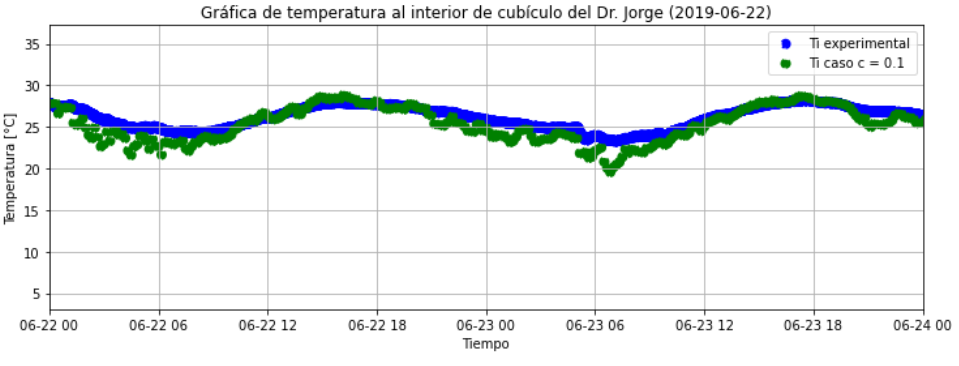 Gráfica de temperatura al interior de cubículo del Dr. Jorge (2019-06-22)
Ti experimental
Ti caso c = 0.1
Temperatura [°C]
35
30
25
20
15
10
5
06-22 00 06-22 06 06-22 12 06-22 18 06-23 00 06-23 06 06-23 12 06-23 18 06-24 00
Tiempo